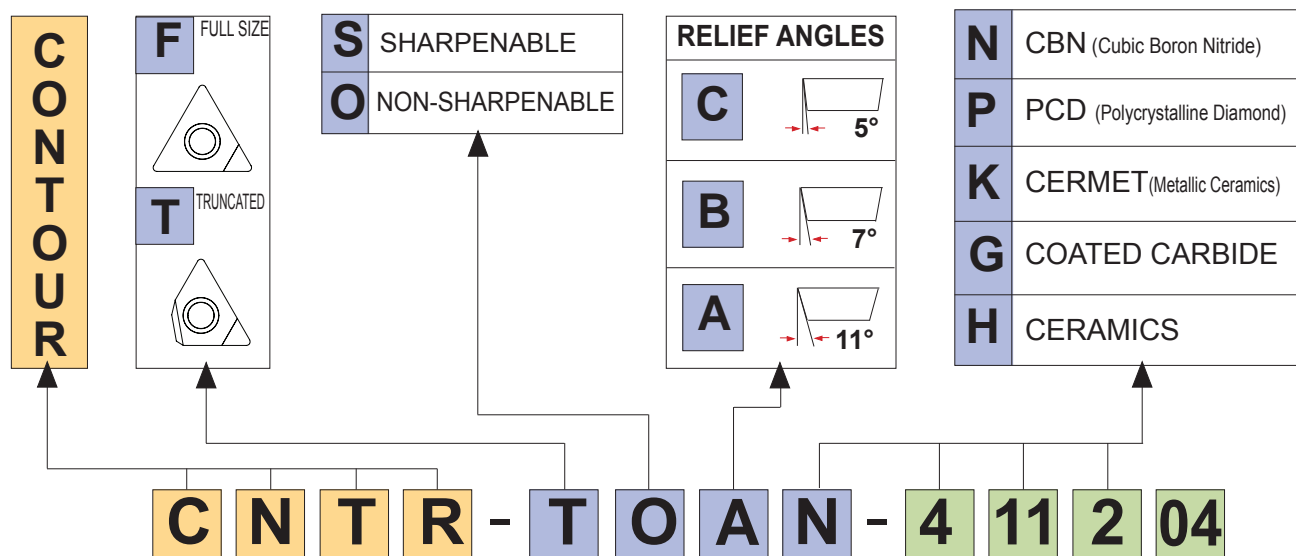 CONTOUR
F FULL SIZE
T TRUNCATED
S SHARPENABLE
O NON-SHARPENABLE
RELIEF ANGLES
C 5°
B 7°
A 11°
N CBN (Cubic Boron Nitride)
P PCD (Polycrystalline Diamond)
K CERMET(Metallic Ceramics)
G COATED CARBIDE
H CERAMICS
C N T R - T O A N - 4 11 2 04